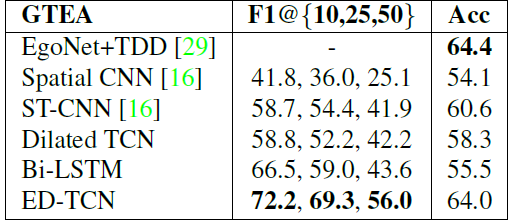 GTEA F1@{10,25,50} Acc
EgoNet+TDD [29] - 64.4
Spatial CNN [16] 41.8, 36.0, 25.1 54.1
ST-CNN [16] 58.7, 54.4, 41.9 60.6
Dilated TCN 58.8, 52.2, 42.2 58.3
Bi-LSTM 66.5, 59.0, 43.6 55.5
ED-TCN 72.2, 69.3, 56.0 64.0